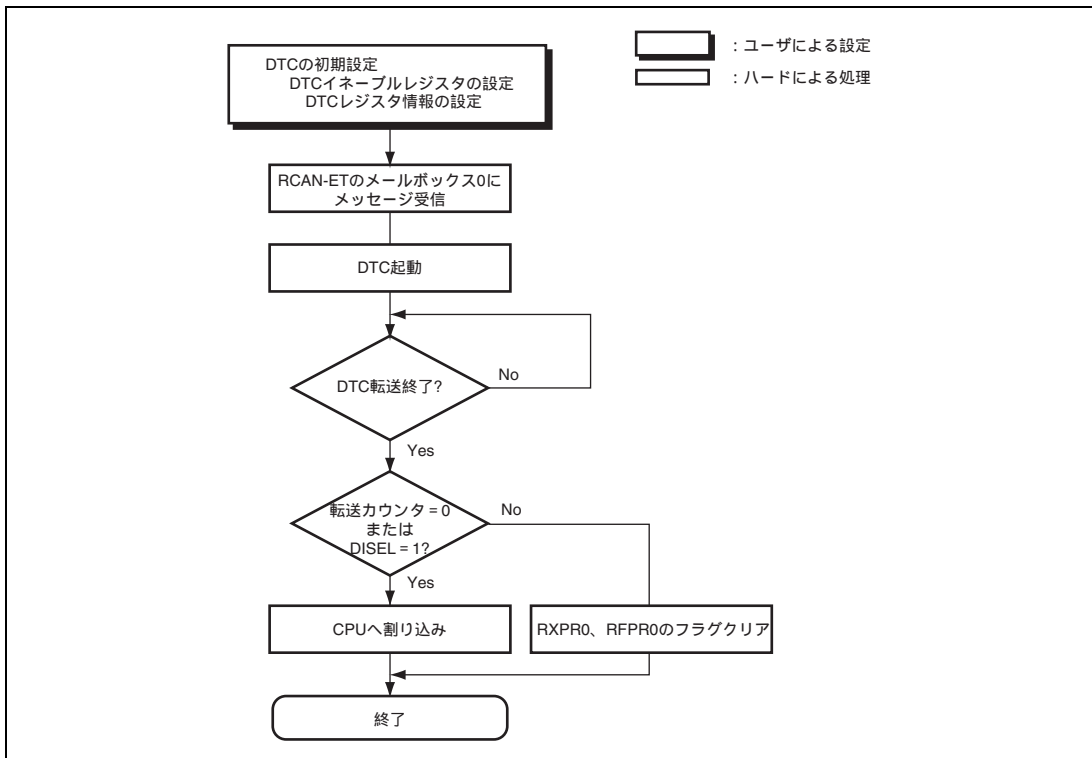 DTCの初期設定
DTCイネーブルレジスタの設定
DTCレジスタ情報の設定
：ユーザによる設定
：ハードによる処理
RCAN-ETのメールボックス0に
メッセージ受信
DTC起動
DTC転送終了?
No
Yes
転送カウンタ = 0
または
DISEL = 1?
No
Yes
CPUへ割り込み
RXPR0、RFPR0のフラグクリア
終了